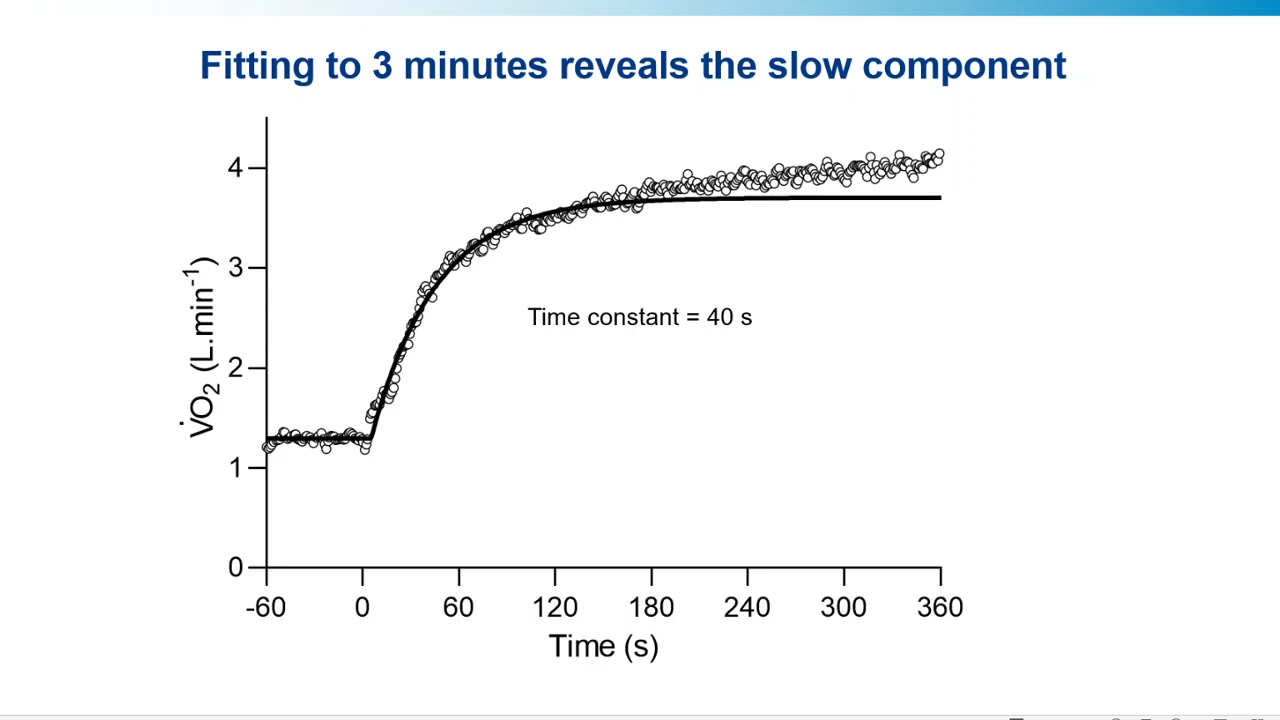 Fitting to 3 minutes reveals the slow component
4
3
2
1
0
V̇O₂ (L.min⁻¹)
Time constant = 40 s
-60 0 60 120 180 240 300 360
Time (s)